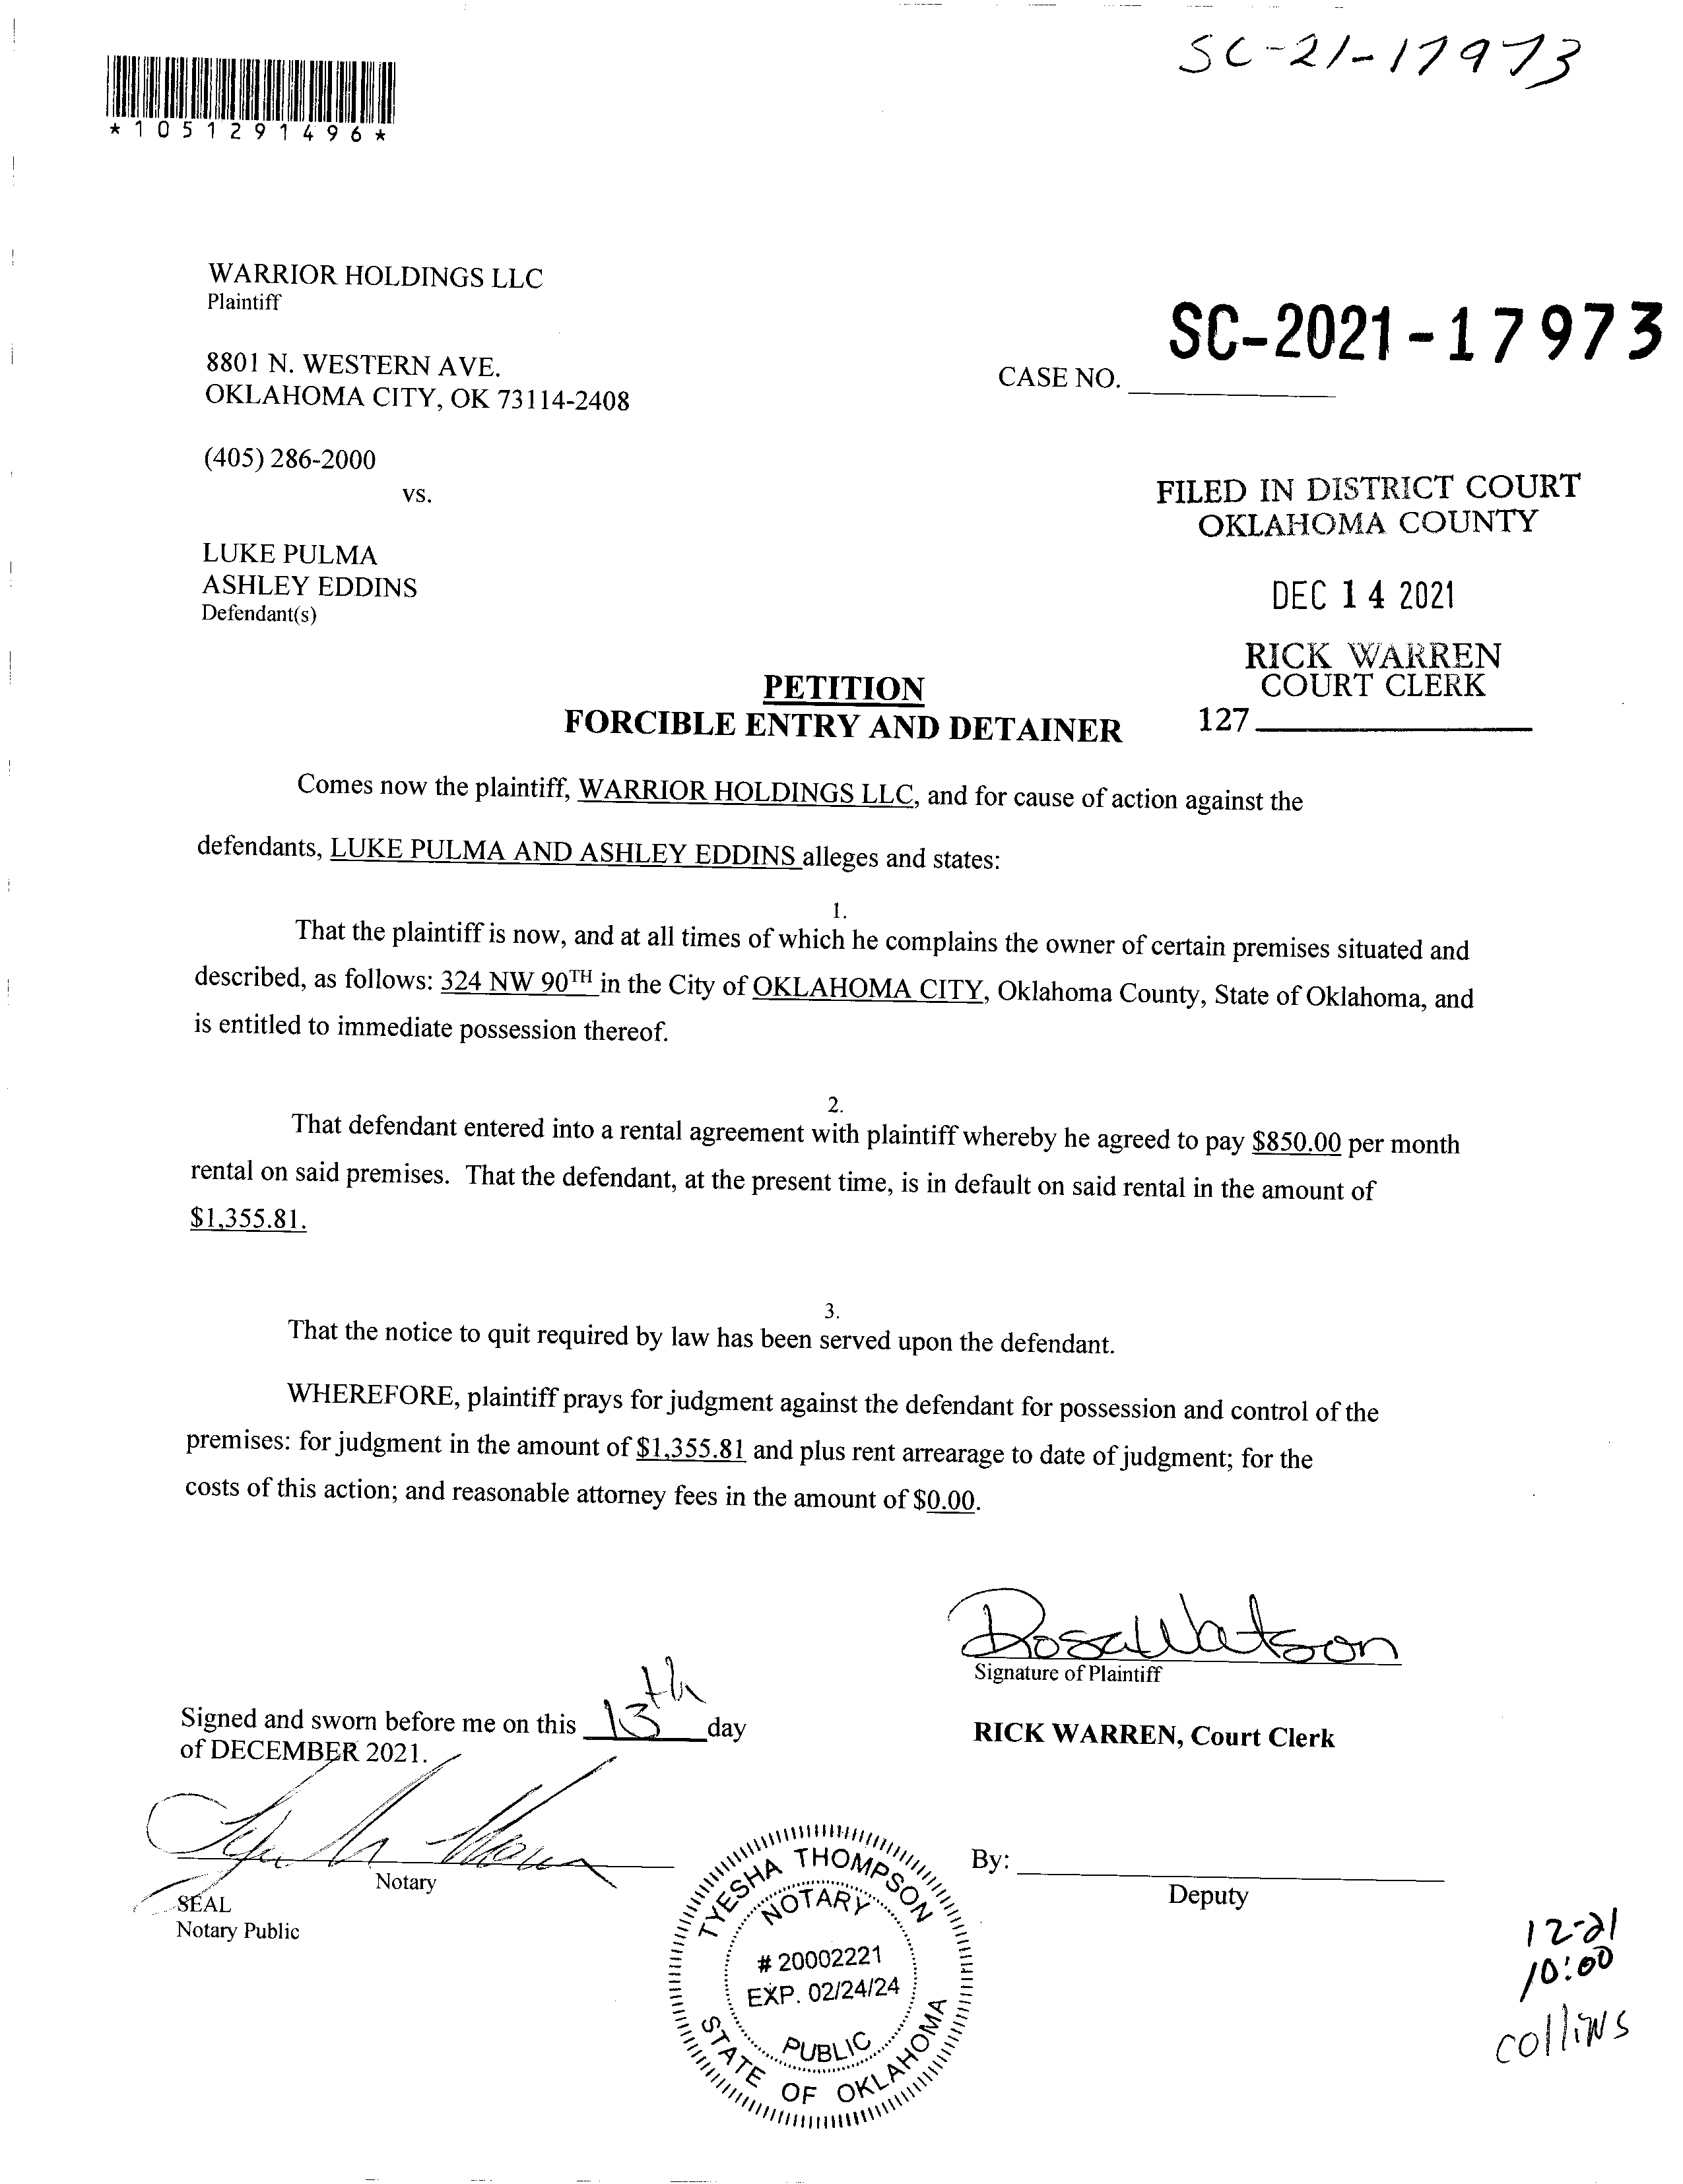 SC-21-17973
*1051291496*
WARRIOR HOLDINGS LLC
Plaintiff
SC-2021-17973
8801 N. WESTERN AVE.
CASE NO.
OKLAHOMA CITY, OK 73114-2408
(405) 286-2000
vs.
FILED IN DISTRICT COURT
OKLAHOMA COUNTY
LUKE PULMA
ASHLEY EDDINS
Defendant(s)
DEC 14 2021
RICK WARREN
COURT CLERK
127
PETITION
FORCIBLE ENTRY AND DETAINER
Comes now the plaintiff, WARRIOR HOLDINGS LLC, and for cause of action against the
defendants, LUKE PULMA AND ASHLEY EDDINS alleges and states:
1.
That the plaintiff is now, and at all times of which he complains the owner of certain premises situated and
described, as follows: 324 NW 90TH in the City of OKLAHOMA CITY, Oklahoma County, State of Oklahoma, and
is entitled to immediate possession thereof.
2.
That defendant entered into a rental agreement with plaintiff whereby he agreed to pay $850.00 per month
rental on said premises. That the defendant, at the present time, is in default on said rental in the amount of
$1,355.81.
3.
That the notice to quit required by law has been served upon the defendant.
WHEREFORE, plaintiff prays for judgment against the defendant for possession and control of the
premises: for judgment in the amount of $1,355.81 and plus rent arrearage to date of judgment; for the
costs of this action; and reasonable attorney fees in the amount of $0.00.
Rosa Watson
Signature of Plaintiff
Signed and sworn before me on this 13th day
of DECEMBER 2021.
RICK WARREN, Court Clerk
Notary
SEAL
Notary Public
TYESHA THOMPSON
NOTARY
# 20002221
EXP. 02/24/24
PUBLIC
STATE OF OKLAHOMA
By:
Deputy
12-21
10:00
collins